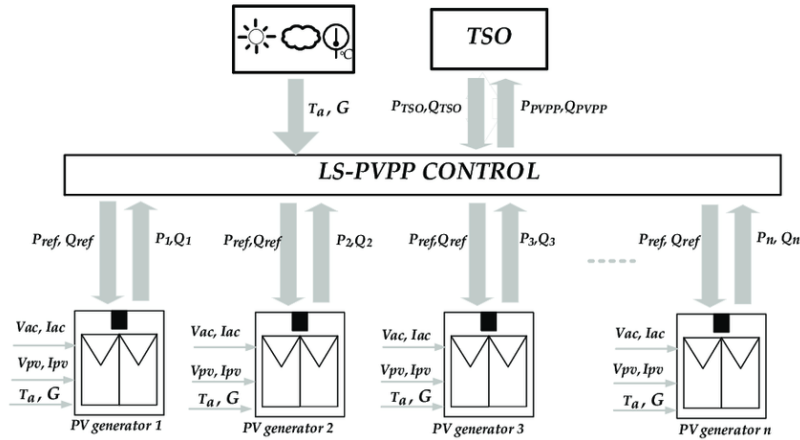 °C
TSO
Ta, G
PTSO,QTSO
PPVPP,QPVPP
LS-PVPP CONTROL
Pref, Qref
P1,Q1
Pref,Qref
P2,Q2
Pref,Qref
P3,Q3
Pref, Qref
Pn, Qn
Vac, Iac
Vpv, Ipv
Ta, G
PV generator 1
Vac, Iac
Vpv, Ipv
Ta, G
PV generator 2
Vac, Iac
Vpv, Ipv
Ta, G
PV generator 3
Vac, Iac
Vpv, Ipv
Ta, G
PV generator n